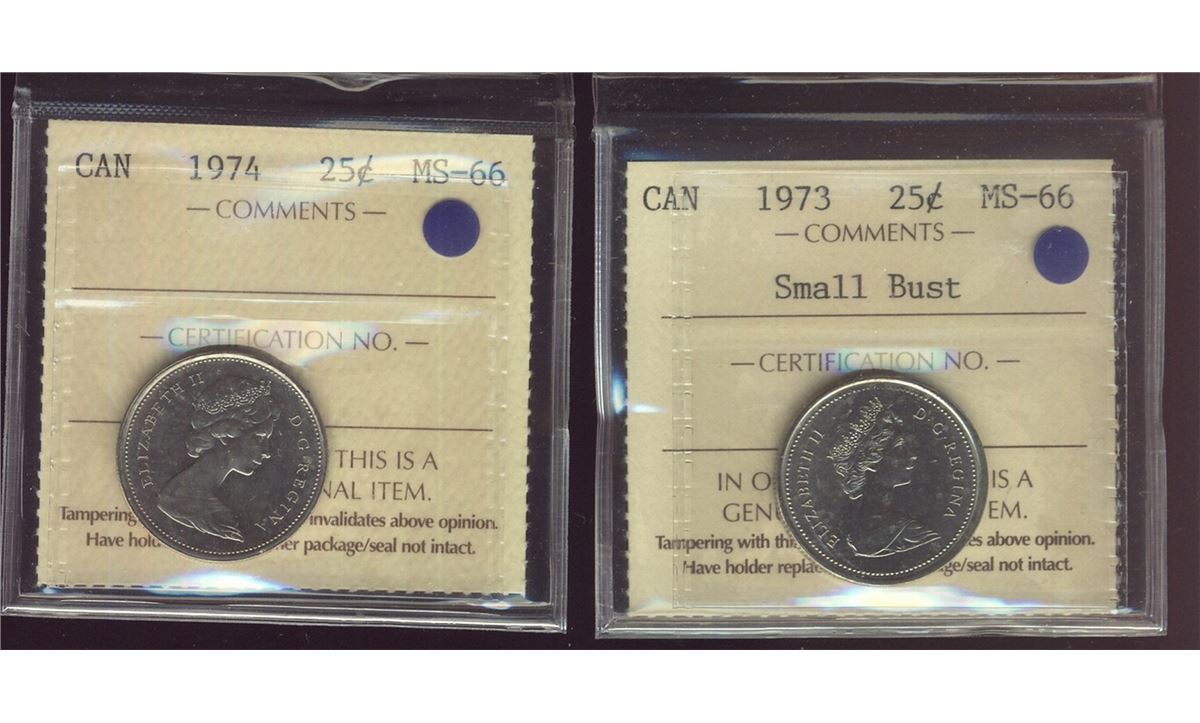 CAN 1974 25¢ MS-66
— COMMENTS —
— CERTIFICATION NO. —
THIS IS A
NAL ITEM.
Tampering invalidates above opinion.
Have hol er package/seal not intact.
ELIZABETH II D·G·REGINA
CAN 1973 25¢ MS-66
— COMMENTS —
Small Bust
— CERTIFICATION NO. —
IN O IS A
GENU EM.
Tampering with thi es above opinion.
Have holder replac ge/seal not intact.
ELIZABETH II D·G·REGINA